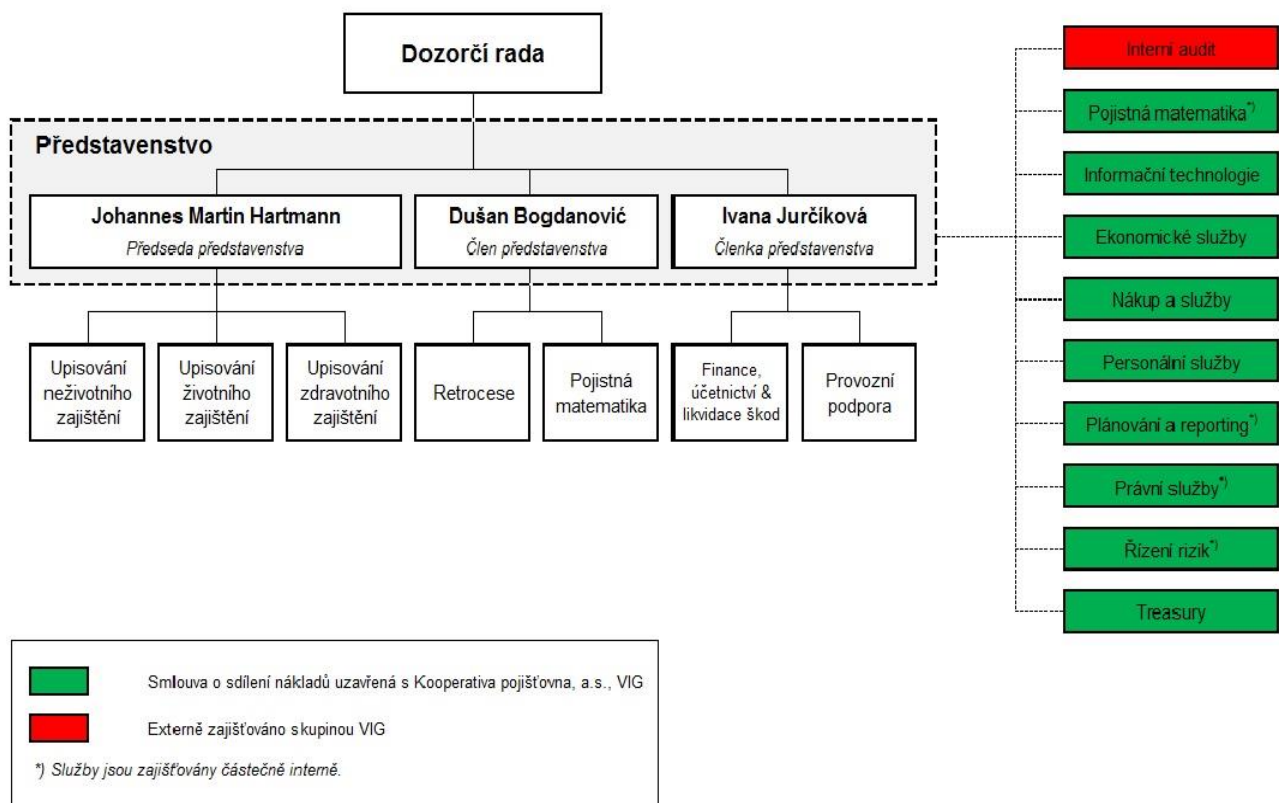 Dozorčí rada
Představenstvo
Johannes Martin Hartmann
Předseda představenstva
Dušan Bogdanović
Člen představenstva
Ivana Jurčíková
Členka představenstva
Upisování
neživotního
zajištění
Upisování
životního
zajištění
Upisování
zdravotního
zajištění
Retrocese
Pojistná
matematika
Finance,
účetnictví &
likvidace škod
Provozní
podpora
Interní audit
Pojistná matematika*)
Informační technologie
Ekonomické služby
Nákup a služby
Personální služby
Plánování a reporting*)
Právní služby*)
Řízení rizik*)
Treasury
Smlouva o sdílení nákladů uzavřená s Kooperativa pojišťovna, a.s., VIG
Externě zajišťováno skupinou VIG
*) Služby jsou zajišťovány částečně interně.